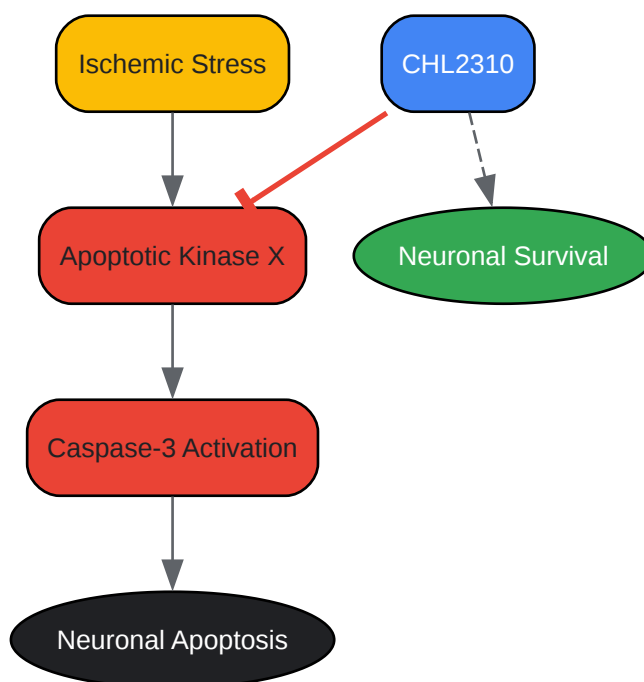 Ischemic Stress
CHL2310
Apoptotic Kinase X
Neuronal Survival
Caspase-3 Activation
Neuronal Apoptosis